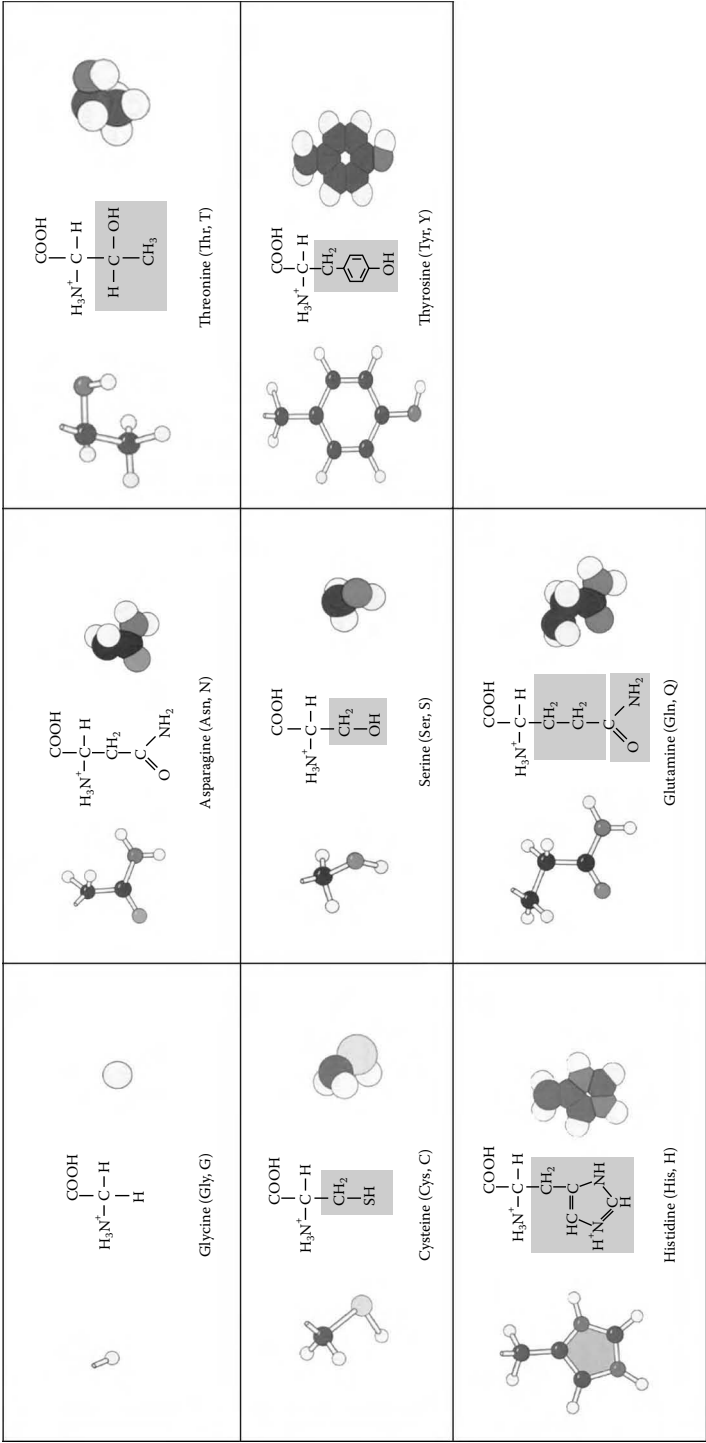 COOH
H₃N⁺ – C – H
H
Glycine (Gly, G)
COOH
H₃N⁺ – C – H
CH₂
C
O NH₂
Asparagine (Asn, N)
COOH
H₃N⁺ – C – H
H – C – OH
CH₃
Threonine (Thr, T)
COOH
H₃N⁺ – C – H
CH₂
SH
Cysteine (Cys, C)
COOH
H₃N⁺ – C – H
CH₂
OH
Serine (Ser, S)
COOH
H₃N⁺ – C – H
CH₂
OH
Thyrosine (Tyr, Y)
COOH
H₃N⁺ – C – H
CH₂
HC = C
H⁺N NH
C
H
Histidine (His, H)
COOH
H₃N⁺ – C – H
CH₂
CH₂
C
O NH₂
Glutamine (Gln, Q)